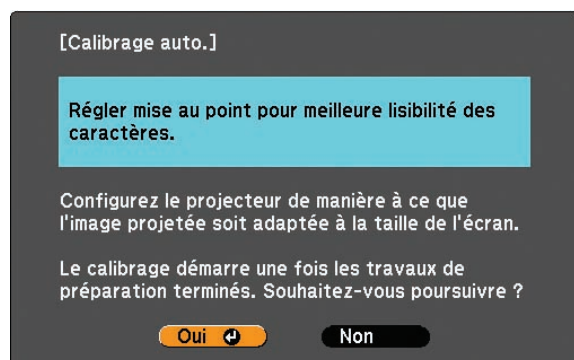 [Calibrage auto.]
Régler mise au point pour meilleure lisibilité des
caractères.
Configurez le projecteur de manière à ce que
l'image projetée soit adaptée à la taille de l'écran.
Le calibrage démarre une fois les travaux de
préparation terminés. Souhaitez-vous poursuivre ?
Oui Non